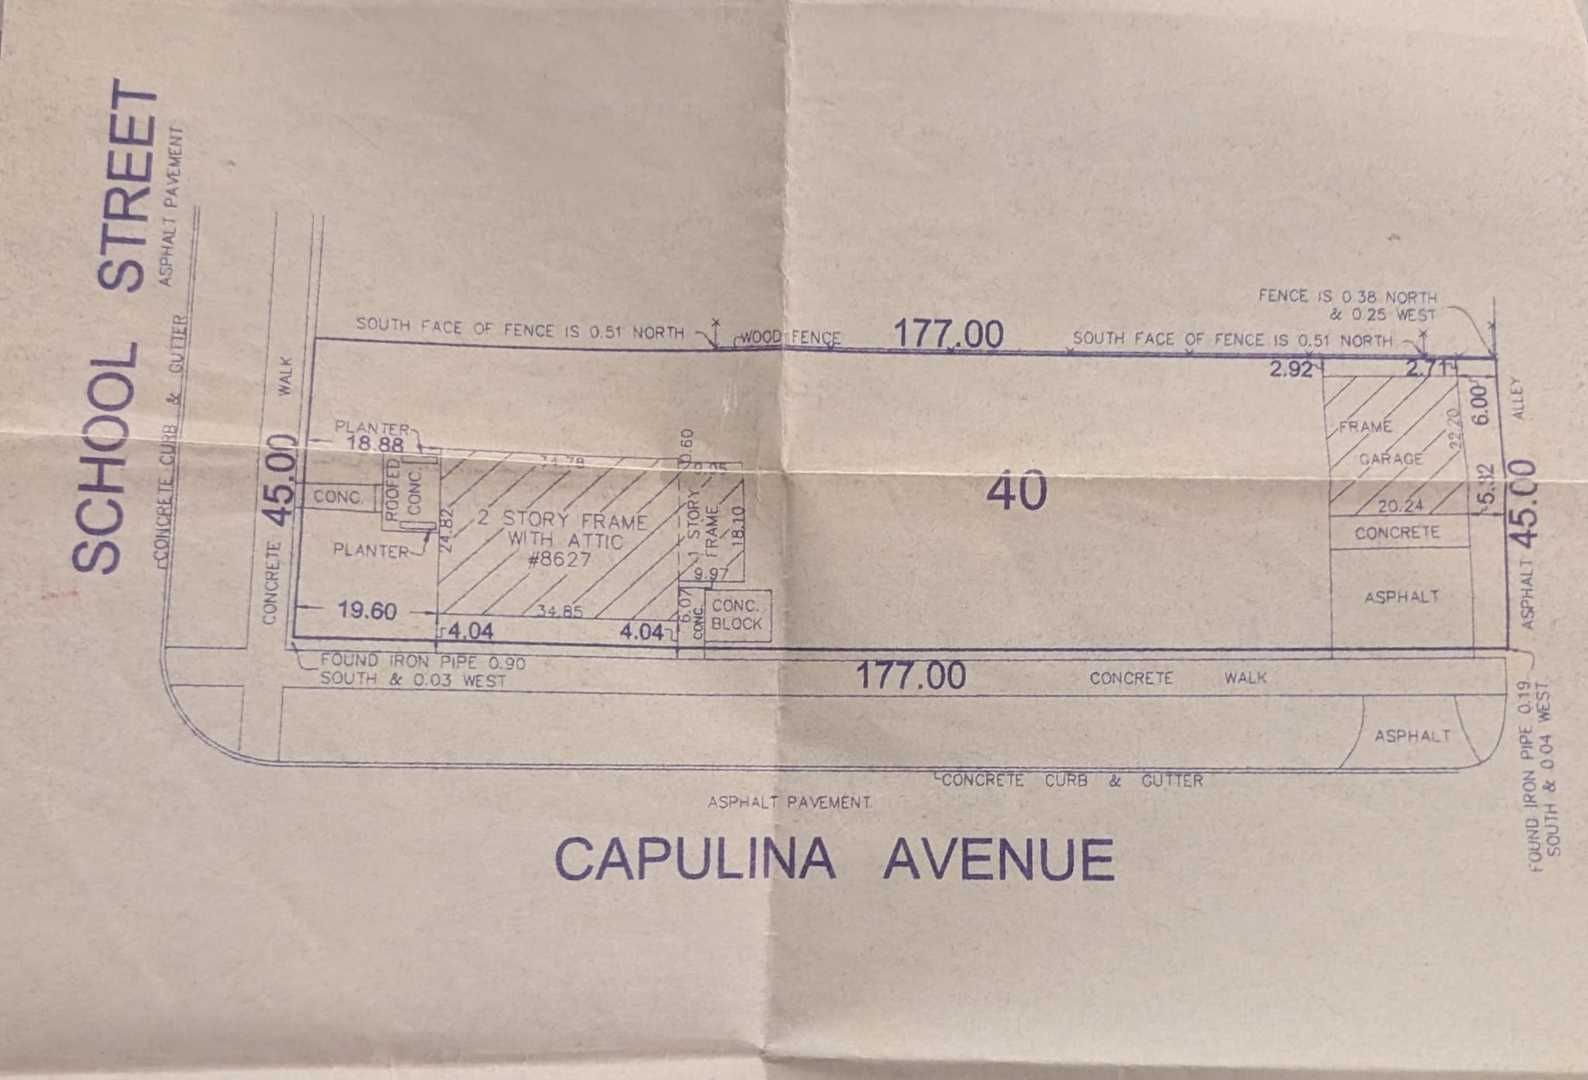 SCHOOL STREET
ASPHALT PAVEMENT
CONCRETE CURB & GUTTER
CONCRETE WALK
45.00
SOUTH FACE OF FENCE IS 0.51 NORTH
WOOD FENCE
177.00
SOUTH FACE OF FENCE IS 0.51 NORTH
FENCE IS 0.38 NORTH
& 0.25 WEST
2.92
2.71
6.00
ALLEY
PLANTER
18.88
CONC.
ROOFED
CONC.
PLANTER
34.78
24.82
2 STORY FRAME
WITH ATTIC
#8627
34.85
0.60
1 STORY
FRAME
18.10
9.97
6.07
CONC.
CONC.
BLOCK
40
FRAME
GARAGE
22.20
20.24
5.32
45.00
ASPHALT
CONCRETE
ASPHALT
19.60
4.04
4.04
FOUND IRON PIPE 0.90
SOUTH & 0.03 WEST
177.00
CONCRETE WALK
ASPHALT
FOUND IRON PIPE 0.19
SOUTH & 0.04 WEST
CONCRETE CURB & GUTTER
ASPHALT PAVEMENT
CAPULINA AVENUE